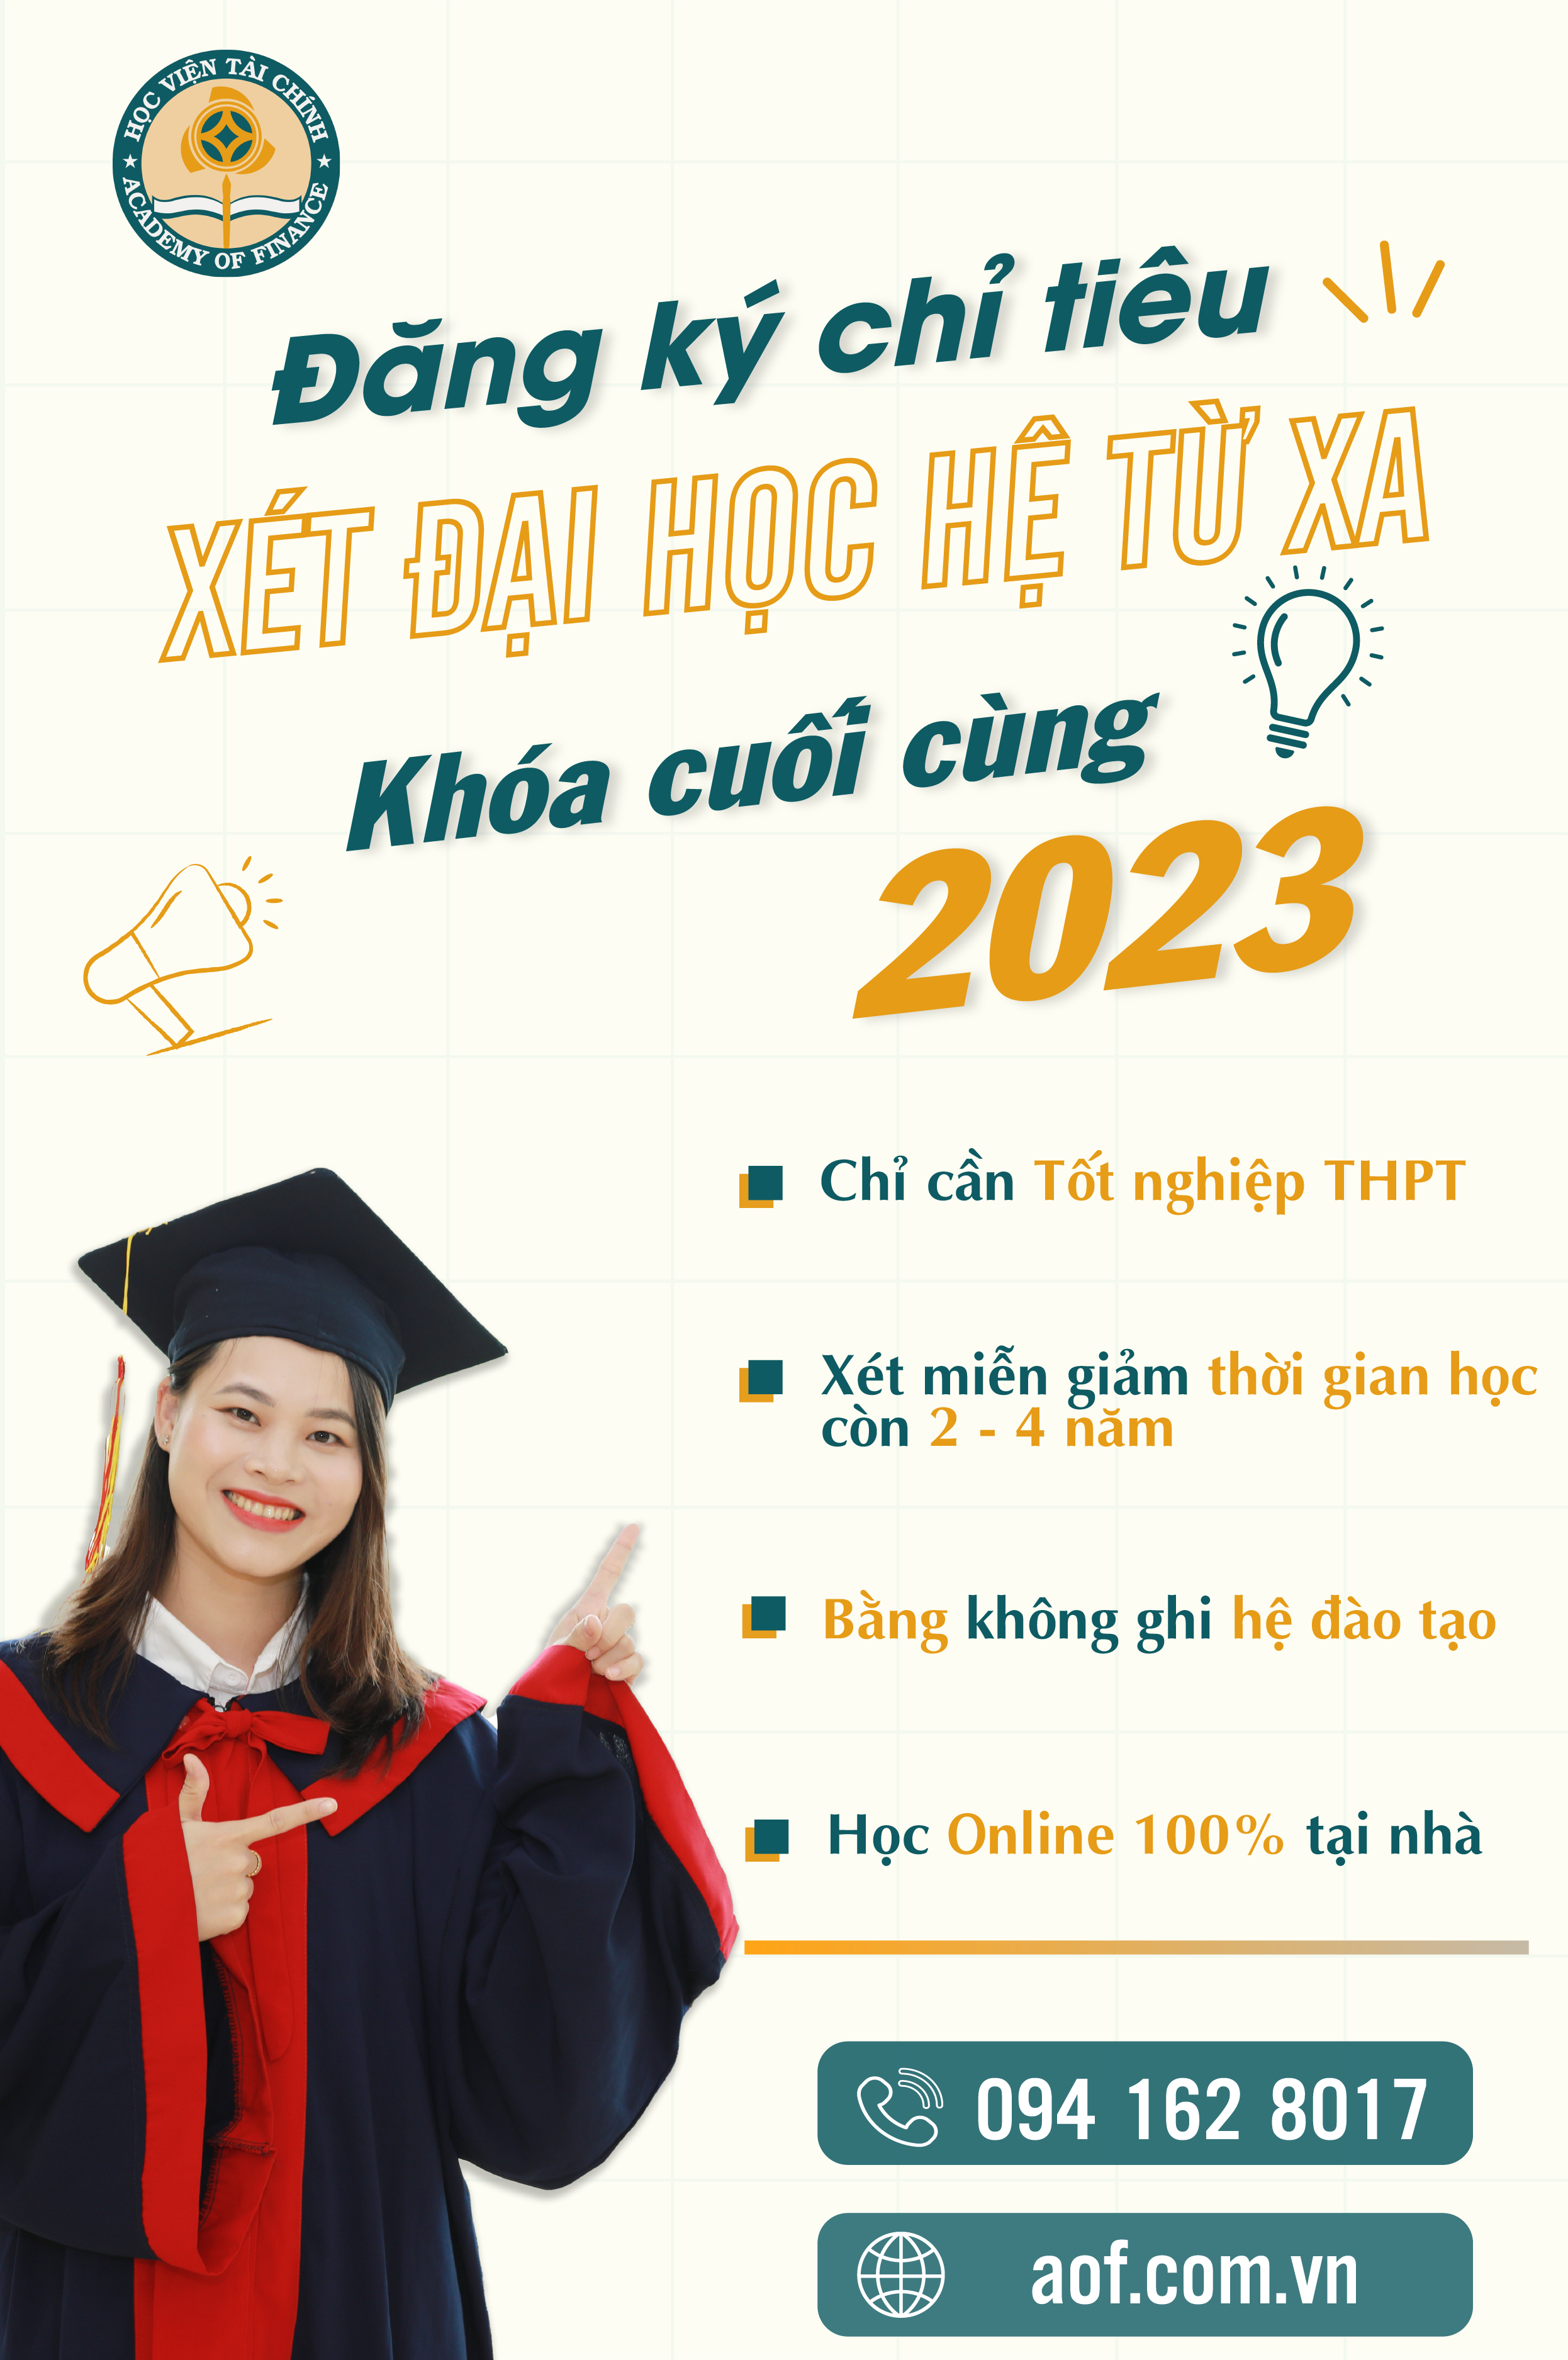 HỌC VIỆN TÀI CHÍNH
ACADEMY OF FINANCE
Đăng ký chỉ tiêu
XÉT ĐẠI HỌC HỆ TỪ XA
Khóa cuối cùng
2023
Chỉ cần Tốt nghiệp THPT
Xét miễn giảm thời gian học
còn 2 - 4 năm
Bằng không ghi hệ đào tạo
Học Online 100% tại nhà
094 162 8017
aof.com.vn